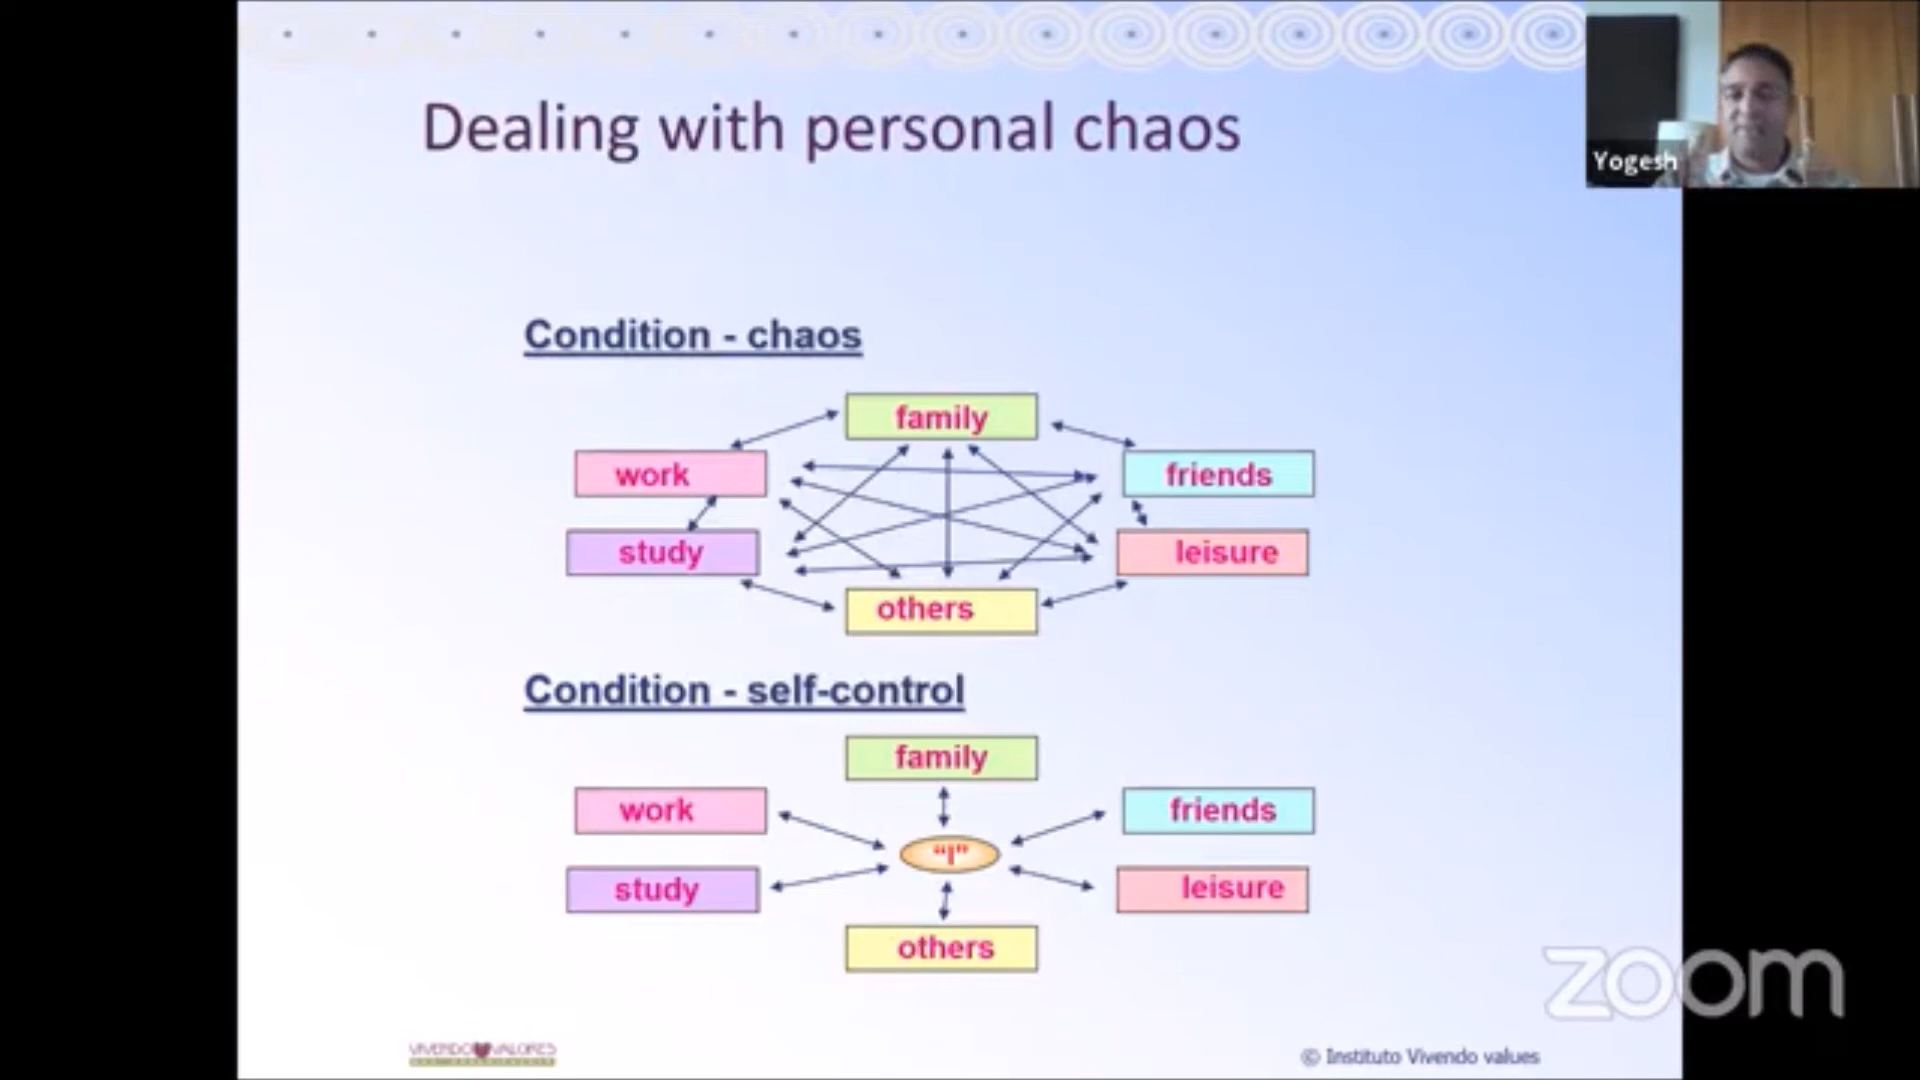 Dealing with personal chaos
Yogesh
Condition - chaos
family
work
friends
study
leisure
others
Condition - self-control
family
work
friends
"I"
study
leisure
others
zoom
VIVENDO VALORES
© Instituto Vivendo values